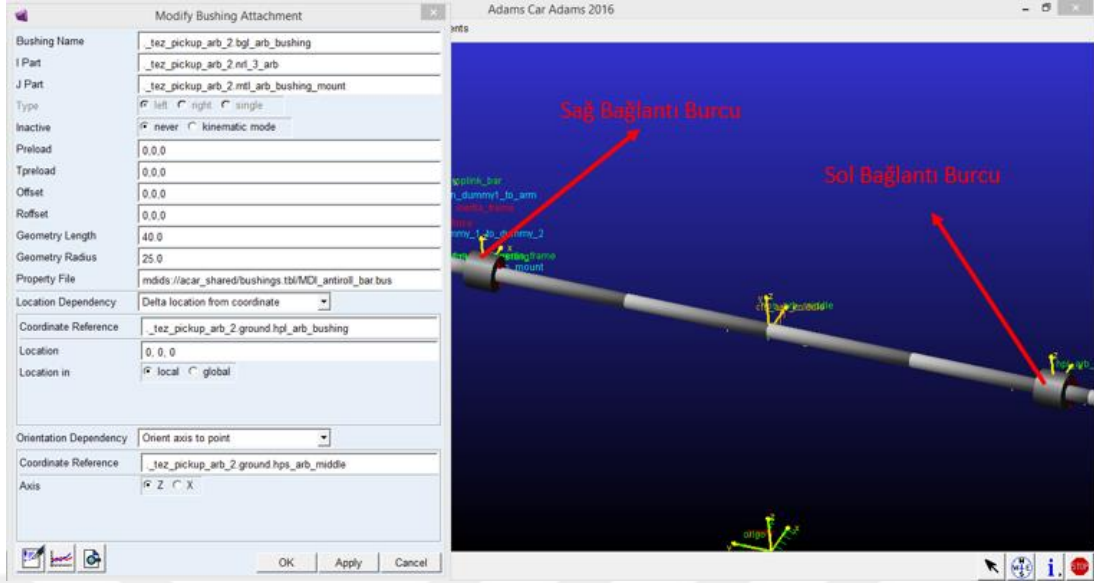 Modify Bushing Attachment
Adams Car Adams 2016
Bushing Name ._tez_pickup_arb_2.bgl_arb_bushing
I Part ._tez_pickup_arb_2.nrl_3_arb
J Part ._tez_pickup_arb_2.mtl_arb_bushing_mount
Type left right single
Inactive never kinematic mode
Preload 0,0,0
Tpreload 0,0,0
Offset 0,0,0
Roffset 0,0,0
Geometry Length 40.0
Geometry Radius 25.0
Property File mdids://acar_shared/bushings.tbl/MDI_antiroll_bar.bus
Location Dependency Delta location from coordinate
Coordinate Reference ._tez_pickup_arb_2.ground.hpl_arb_bushing
Location 0, 0, 0
Location in local global
Orientation Dependency Orient axis to point
Coordinate Reference ._tez_pickup_arb_2.ground.hps_arb_middle
Axis Z X
OK Apply Cancel
ents
Sağ Bağlantı Burcu
Sol Bağlantı Burcu
_dummy1_to_arm
mount
STOP